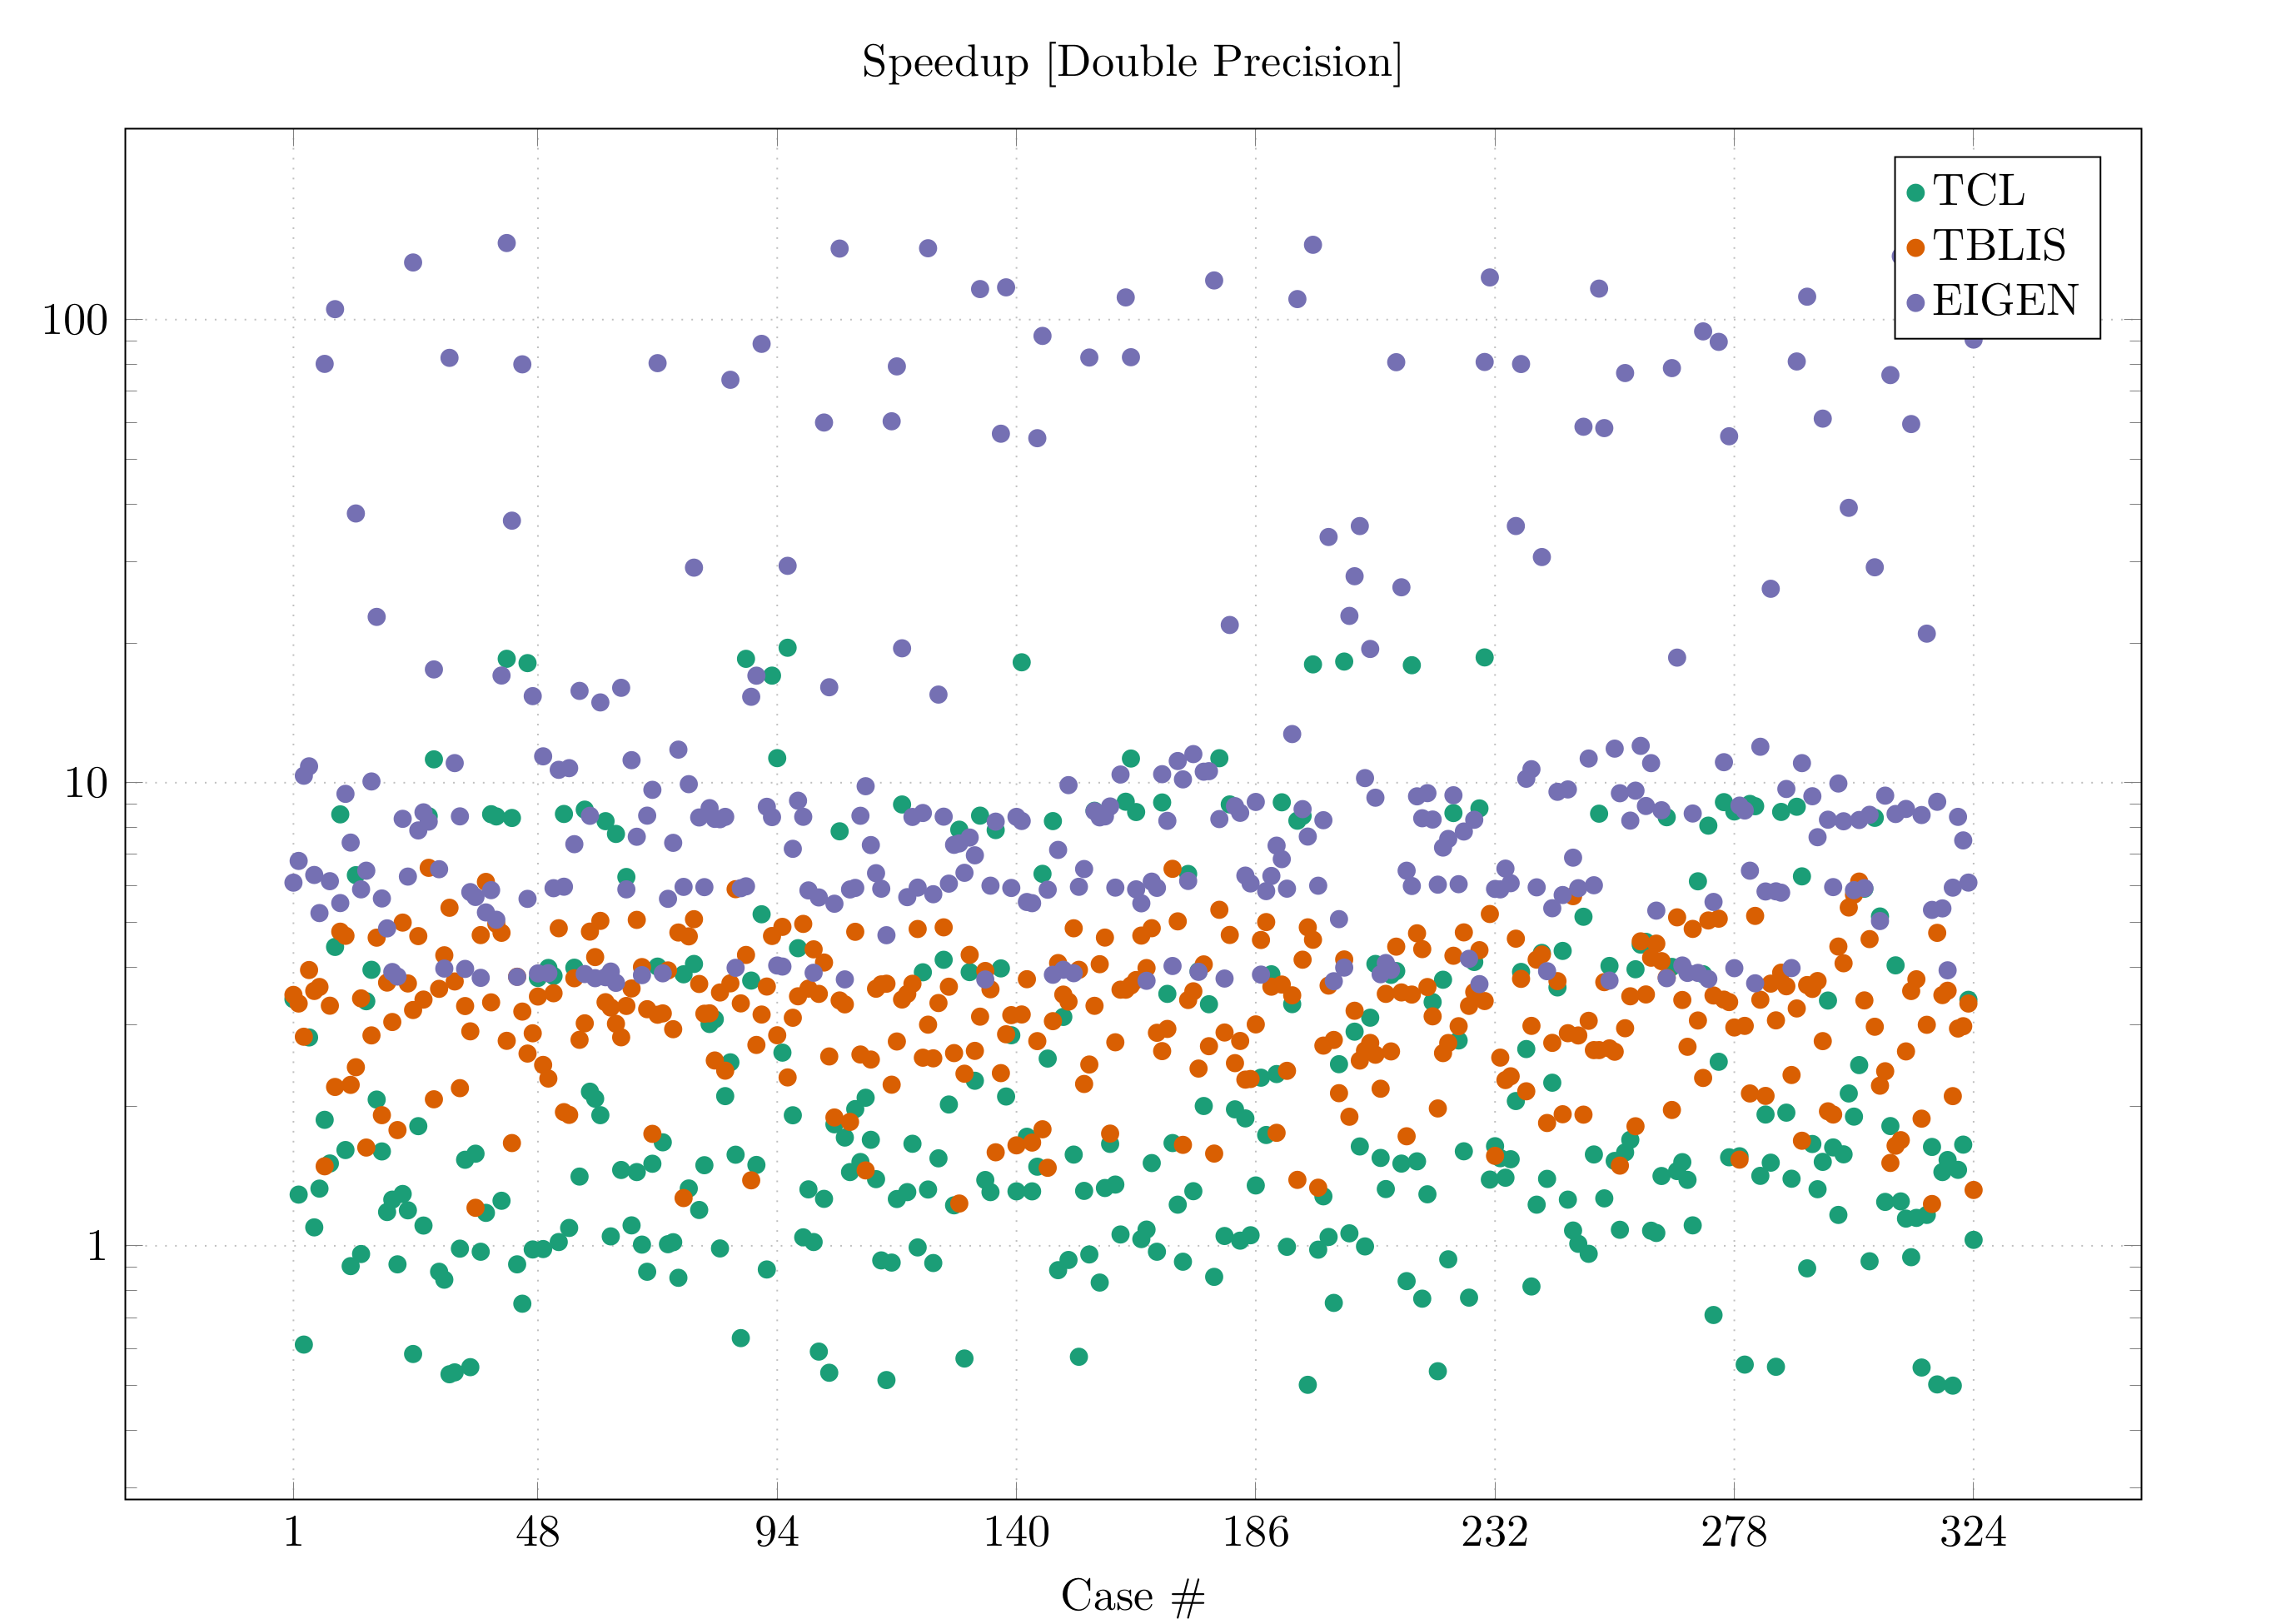 Speedup [Double Precision]
TCL
TBLIS
EIGEN
100
10
1
1 48 94 140 186 232 278 324
Case #